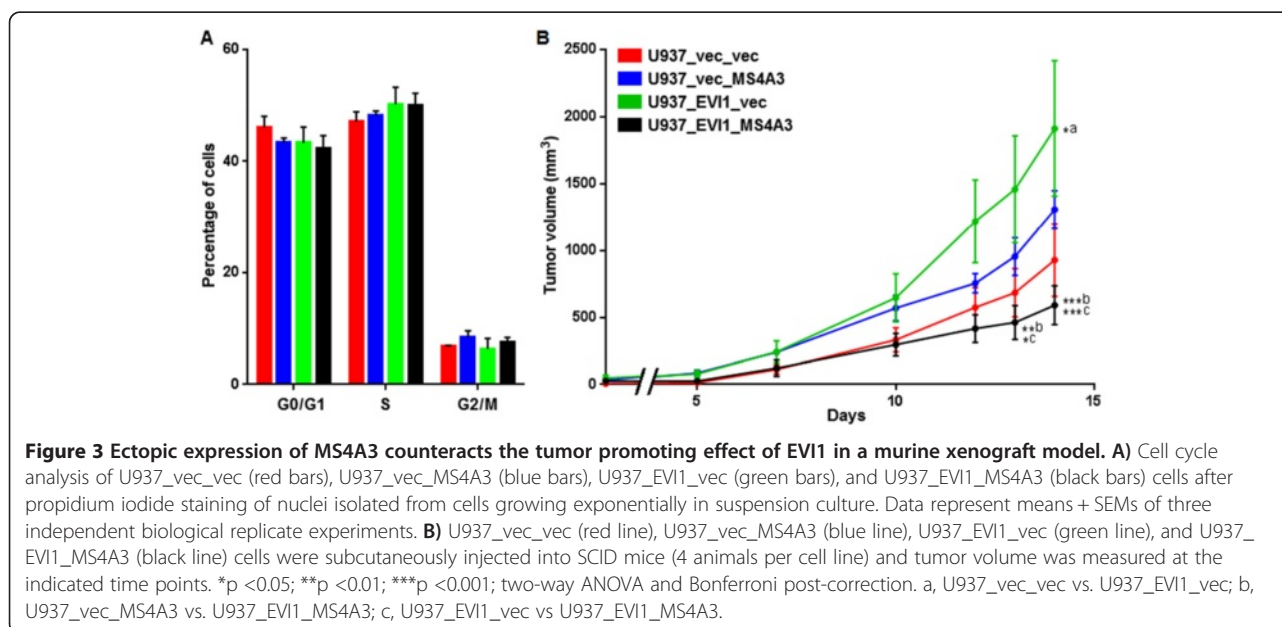 A
60
40
20
0
Percentage of cells
G0/G1
S
G2/M
B
2500
2000
1500
1000
500
0
Tumor volume (mm³)
U937_vec_vec
U937_vec_MS4A3
U937_EVI1_vec
U937_EVI1_MS4A3
*a
***b
***c
**b
*c
5
10
15
Days
Figure 3 Ectopic expression of MS4A3 counteracts the tumor promoting effect of EVI1 in a murine xenograft model. A) Cell cycle
analysis of U937_vec_vec (red bars), U937_vec_MS4A3 (blue bars), U937_EVI1_vec (green bars), and U937_EVI1_MS4A3 (black bars) cells after
propidium iodide staining of nuclei isolated from cells growing exponentially in suspension culture. Data represent means + SEMs of three
independent biological replicate experiments. B) U937_vec_vec (red line), U937_vec_MS4A3 (blue line), U937_EVI1_vec (green line), and U937_
EVI1_MS4A3 (black line) cells were subcutaneously injected into SCID mice (4 animals per cell line) and tumor volume was measured at the
indicated time points. *p <0.05; **p <0.01; ***p <0.001; two-way ANOVA and Bonferroni post-correction. a, U937_vec_vec vs. U937_EVI1_vec; b,
U937_vec_MS4A3 vs. U937_EVI1_MS4A3; c, U937_EVI1_vec vs U937_EVI1_MS4A3.